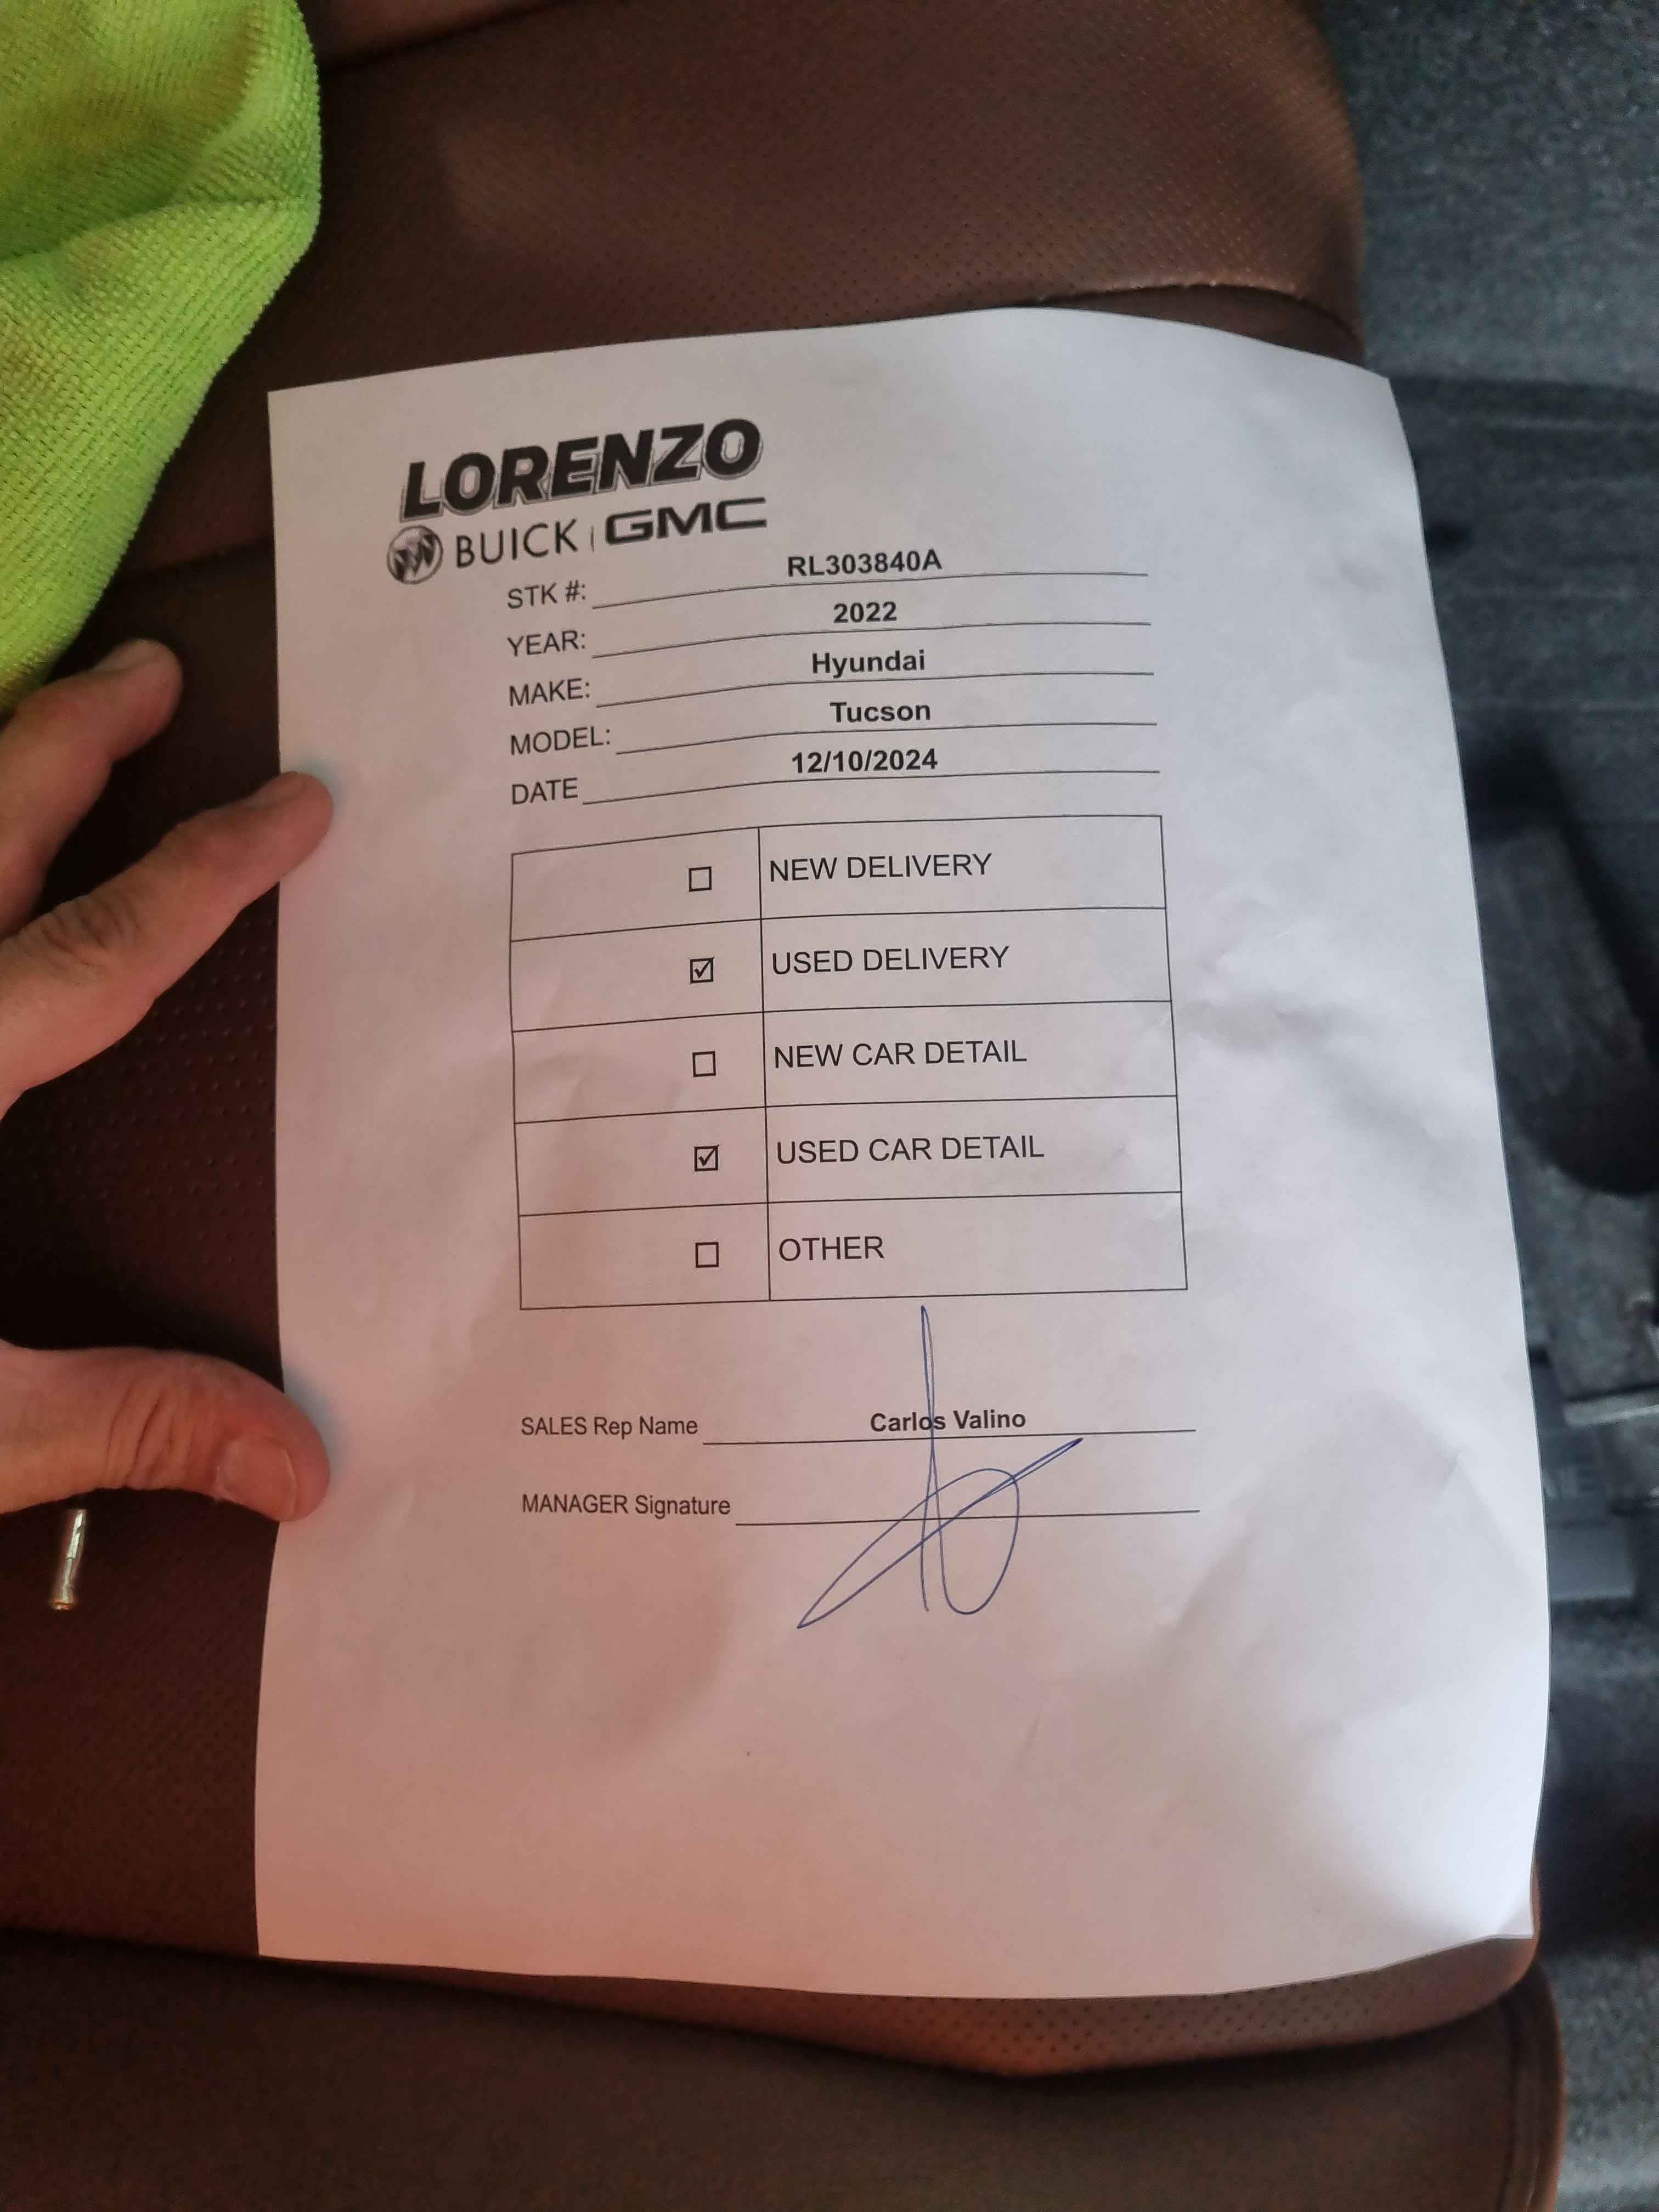 LORENZO
BUICK | GMC
STK #: RL303840A
YEAR: 2022
MAKE: Hyundai
MODEL: Tucson
DATE 12/10/2024
☐ NEW DELIVERY
☑ USED DELIVERY
☐ NEW CAR DETAIL
☑ USED CAR DETAIL
☐ OTHER
SALES Rep Name Carlos Valino
MANAGER Signature